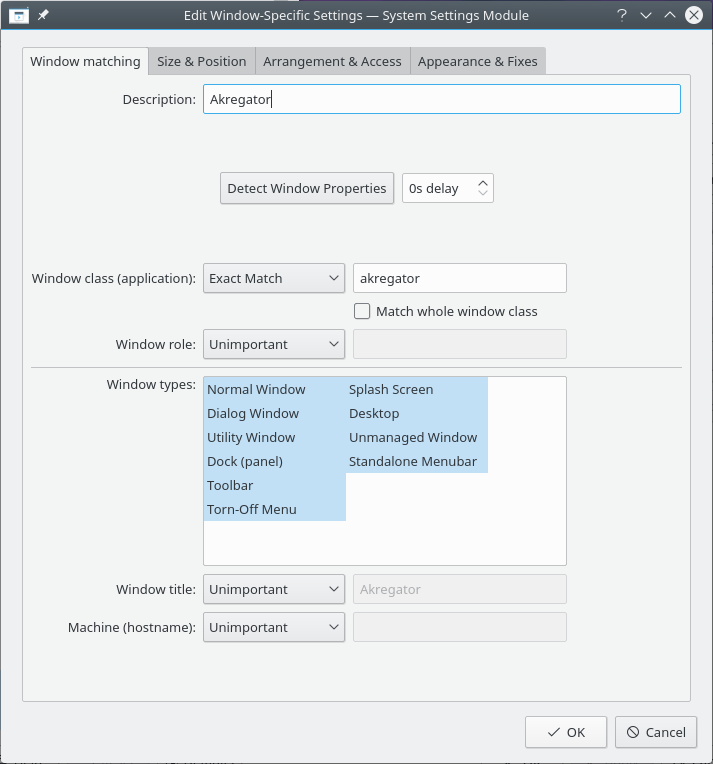 Edit Window-Specific Settings — System Settings Module
Window matching
Size & Position
Arrangement & Access
Appearance & Fixes
Description: Akregator
Detect Window Properties
0s delay
Window class (application): Exact Match akregator
Match whole window class
Window role: Unimportant
Window types:
Normal Window Splash Screen
Dialog Window Desktop
Utility Window Unmanaged Window
Dock (panel) Standalone Menubar
Toolbar
Torn-Off Menu
Window title: Unimportant Akregator
Machine (hostname): Unimportant
OK
Cancel